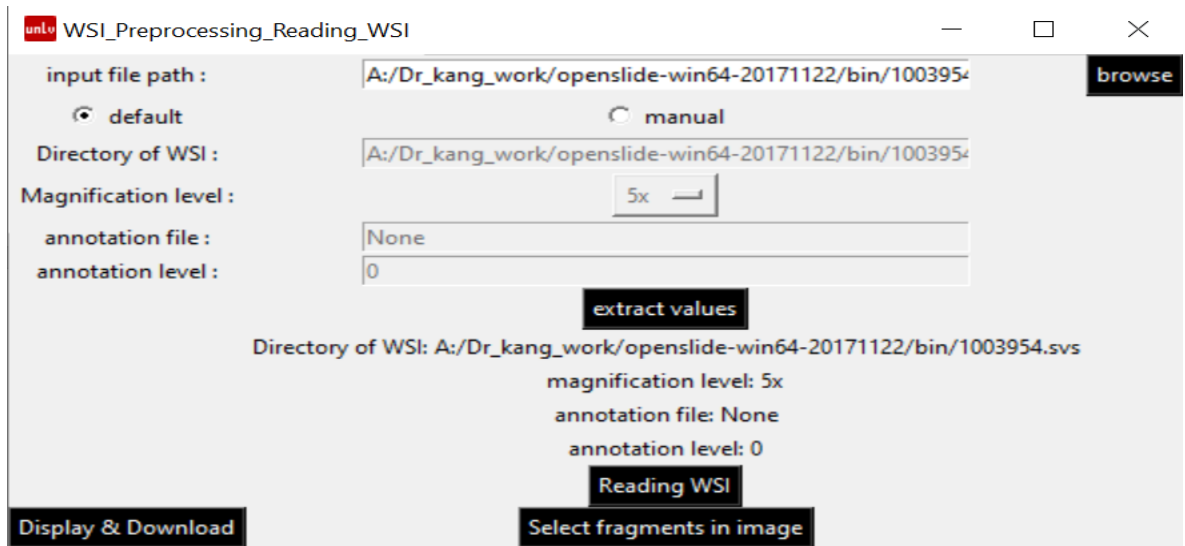 unlv WSI_Preprocessing_Reading_WSI
input file path : A:/Dr_kang_work/openslide-win64-20171122/bin/1003954 browse
default manual
Directory of WSI : A:/Dr_kang_work/openslide-win64-20171122/bin/100395
Magnification level : 5x
annotation file : None
annotation level : 0
extract values
Directory of WSI: A:/Dr_kang_work/openslide-win64-20171122/bin/1003954.svs
magnification level: 5x
annotation file: None
annotation level: 0
Reading WSI
Display & Download Select fragments in image